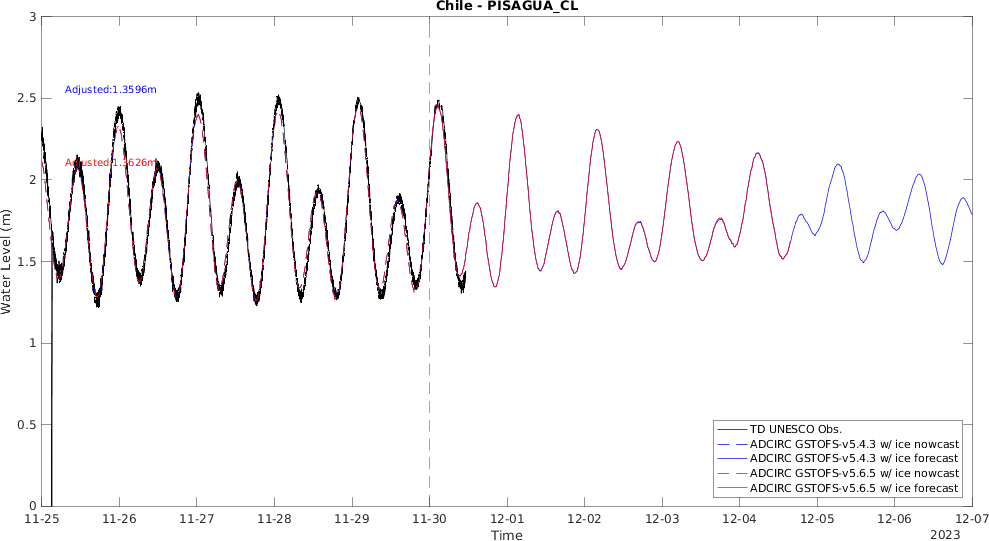 Chile - PISAGUA_CL
3
2.5
2
1.5
1
0.5
0
Water Level (m)
Adjusted:1.3596m
Adjusted:1.3626m
TD UNESCO Obs.
ADCIRC GSTOFS-v5.4.3 w/ ice nowcast
ADCIRC GSTOFS-v5.4.3 w/ ice forecast
ADCIRC GSTOFS-v5.6.5 w/ ice nowcast
ADCIRC GSTOFS-v5.6.5 w/ ice forecast
11-25 11-26 11-27 11-28 11-29 11-30 12-01 12-02 12-03 12-04 12-05 12-06 12-07
Time
2023